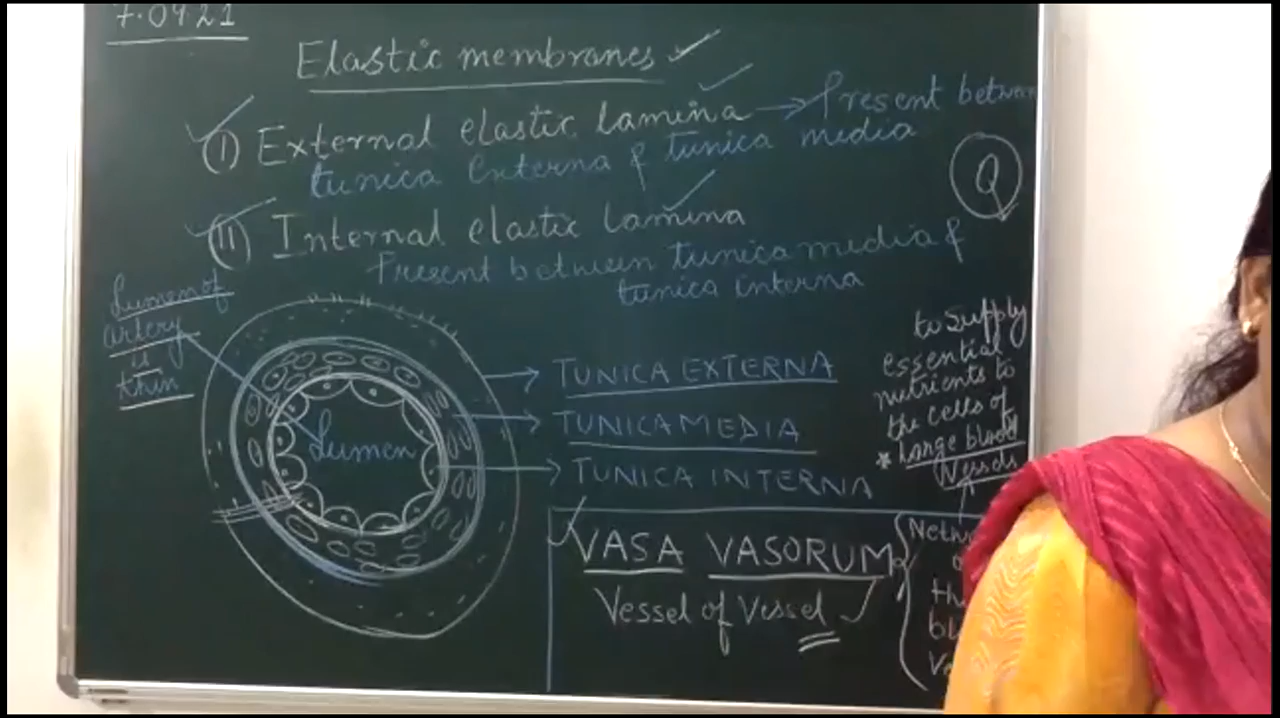 7.09.21
Elastic membranes
(I) External elastic lamina → Present between
tunica Externa & tunica media
Q
(II) Internal elastic lamina
Present between tunica media &
tunica interna
Lumen of
artery
is
thin
Lumen
TUNICA EXTERNA
TUNICA MEDIA
TUNICA INTERNA
to supply
essential
nutrients to
the cells of
* Large blood
Vessels
VASA VASORUM
Vessel of Vessel